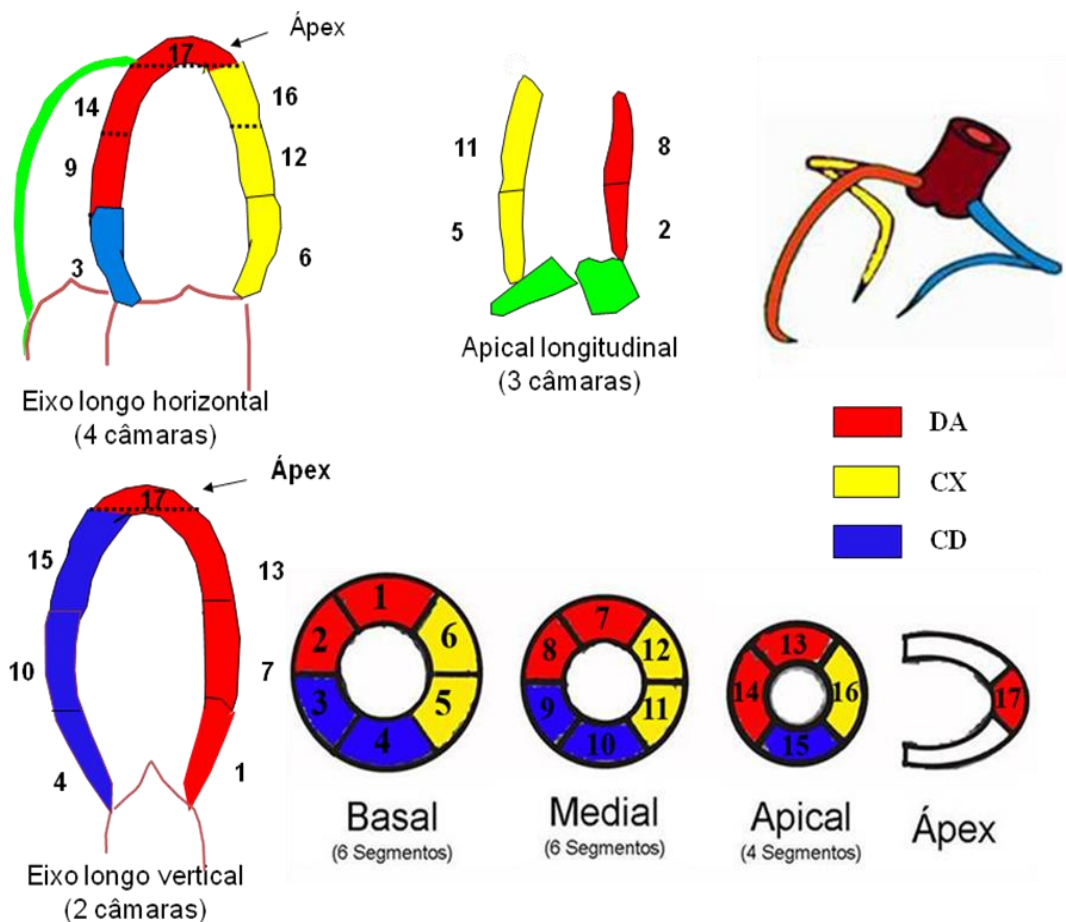 Ápex
17
14
16
9
12
3
6
Eixo longo horizontal
(4 câmaras)
11
8
5
2
Apical longitudinal
(3 câmaras)
DA
CX
CD
Ápex
17
15
13
10
7
4
1
Eixo longo vertical
(2 câmaras)
1
2
6
3
5
4
Basal
(6 Segmentos)
7
8
12
9
11
10
Medial
(6 Segmentos)
13
14
16
15
Apical
(4 Segmentos)
17
Ápex